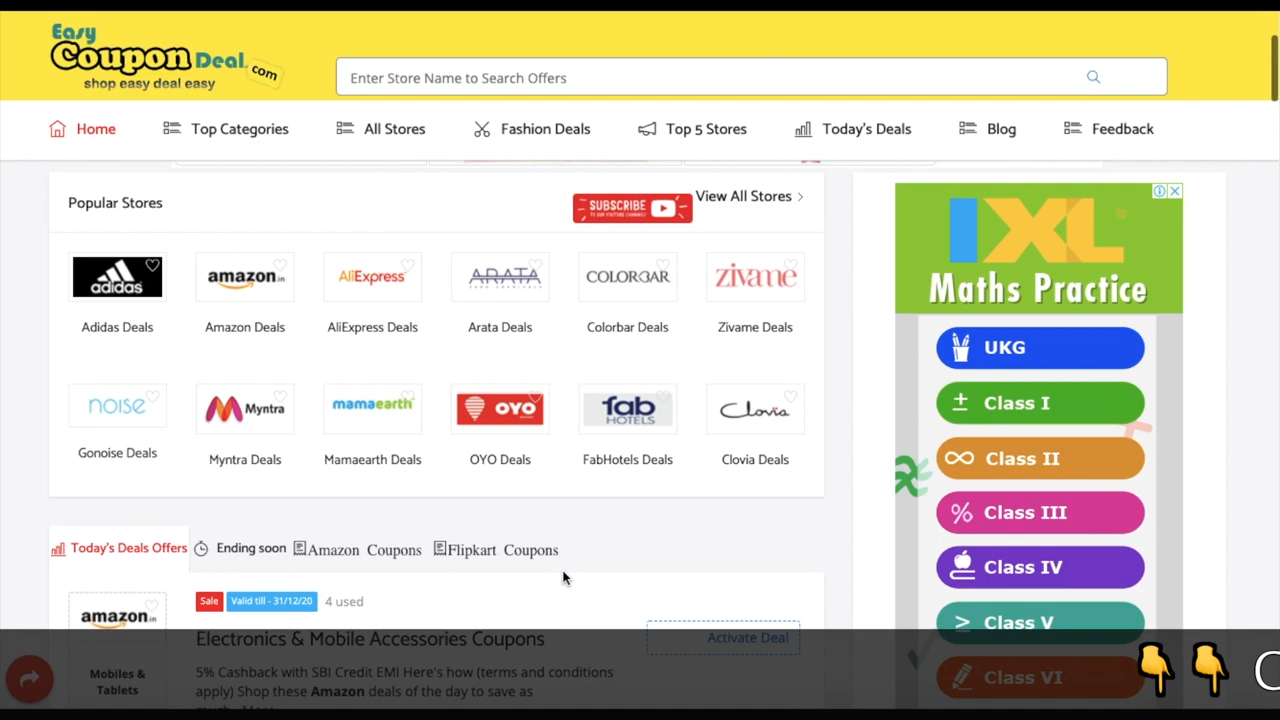 Easy
Coupon Deal .com
shop easy deal easy
Enter Store Name to Search Offers
Home Top Categories All Stores Fashion Deals Top 5 Stores Today's Deals Blog Feedback
Popular Stores
SUBSCRIBE
TO OUR YOUTUBE CHANNEL
View All Stores
adidas amazon.in AliExpress ARATA COLORBAR zivame
Adidas Deals Amazon Deals AliExpress Deals Arata Deals Colorbar Deals Zivame Deals
noise Myntra mamaearth OYO fab HOTELS Clovia
Gonoise Deals Myntra Deals Mamaearth Deals OYO Deals FabHotels Deals Clovia Deals
Today's Deals Offers Ending soon Amazon Coupons Flipkart Coupons
amazon.in
Mobiles &
Tablets
Sale Valid till - 31/12/20 4 used
Electronics & Mobile Accessories Coupons
Activate Deal
5% Cashback with SBI Credit EMI Here's how (terms and conditions
apply) Shop these Amazon deals of the day to save as
IXL
Maths Practice
UKG
Class I
Class II
Class III
Class IV
Class V
Class VI